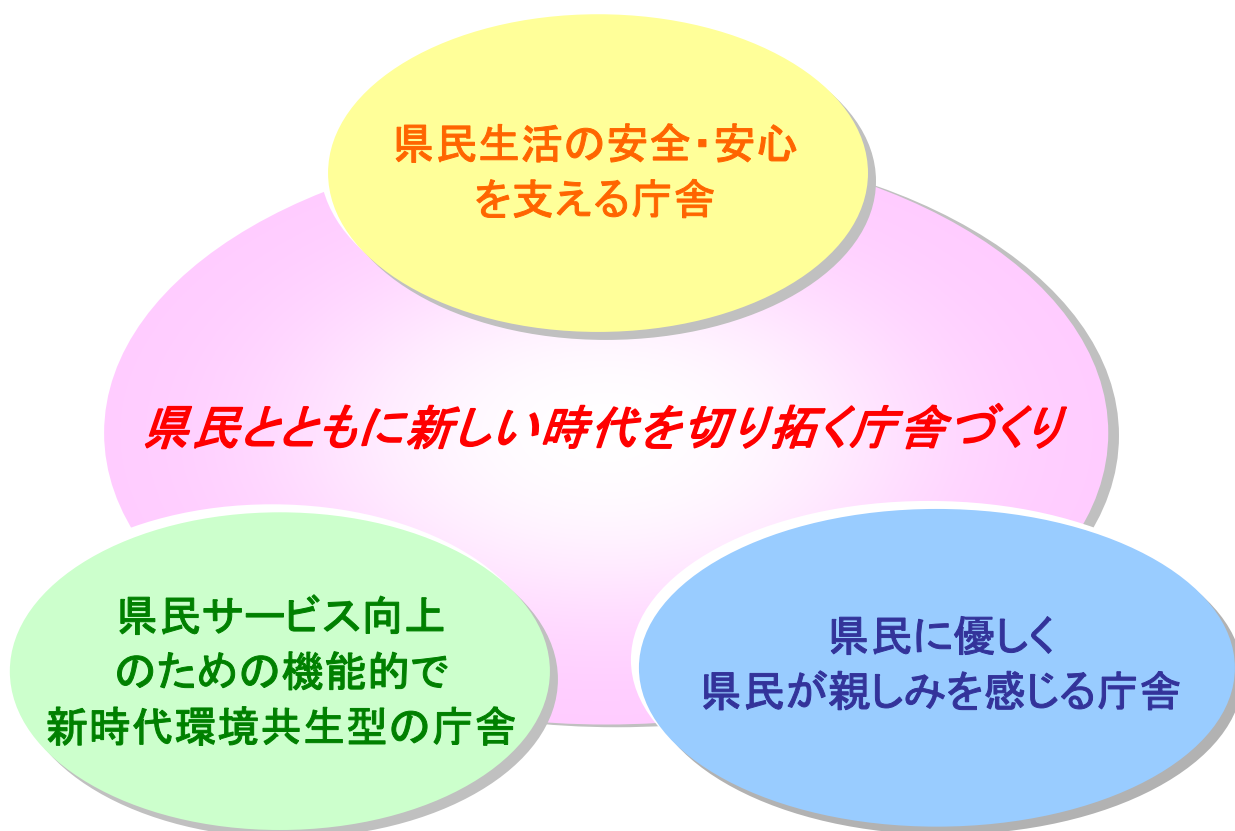 県民生活の安全・安心
を支える庁舎
県民とともに新しい時代を切り拓く庁舎づくり
県民サービス向上
のための機能的で
新時代環境共生型の庁舎
県民に優しく
県民が親しみを感じる庁舎